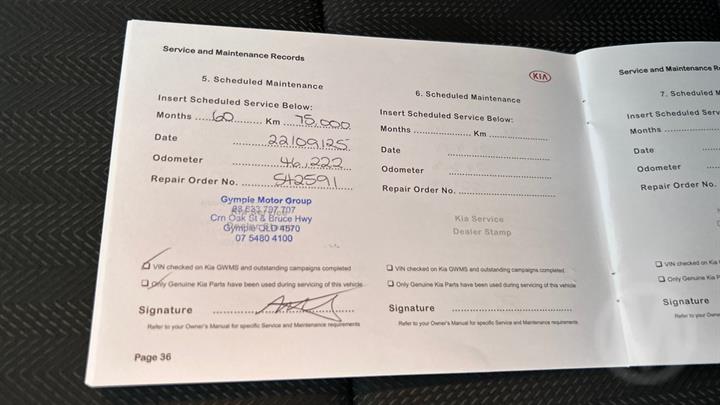 Service and Maintenance Records
5. Scheduled Maintenance
Insert Scheduled Service Below:
Months ....60......... Km ...75,000
Date ..............22/09/25
Odometer ..............46,222
Repair Order No. ..............S42591
Gympie Motor Group
Crn Oak St & Bruce Hwy
Gympie QLD 4570
07 5480 4100
VIN checked on Kia GWMS and outstanding campaigns completed
Only Genuine Kia Parts have been used during servicing of this vehicle
Signature
Refer to your Owner's Manual for specific Service and Maintenance requirements
Page 36
KIA
6. Scheduled Maintenance
Insert Scheduled Service Below:
Months .................... Km ....................
Date
Odometer
Repair Order No.
Kia Service
Dealer Stamp
VIN checked on Kia GWMS and outstanding campaigns completed
Only Genuine Kia Parts have been used during servicing of this vehicle
Signature
Refer to your Owner's Manual for specific Service and Maintenance requirements
Service and Maintenance R
7. Scheduled M
Insert Scheduled Serv
Months
Date
Odometer
Repair Order No.
VIN checked on Kia
Only Genuine Kia P
Signature
Refer to your Owne